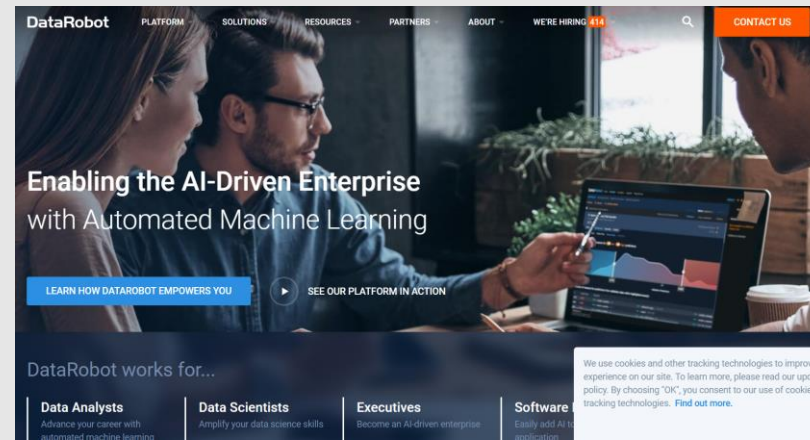 DataRobot
PLATFORM SOLUTIONS RESOURCES PARTNERS ABOUT WE'RE HIRING 414 CONTACT US
Enabling the AI-Driven Enterprise
with Automated Machine Learning
LEARN HOW DATAROBOT EMPOWERS YOU
SEE OUR PLATFORM IN ACTION
DataRobot works for...
Data Analysts
Advance your career with
automated machine learning
Data Scientists
Amplify your data science skills
Executives
Become an AI-driven enterprise
Software
Easily add AI to
application
We use cookies and other tracking technologies to improv
experience on our site. To learn more, please read our upd
policy. By choosing "OK", you consent to our use of cookie
tracking technologies. Find out more.